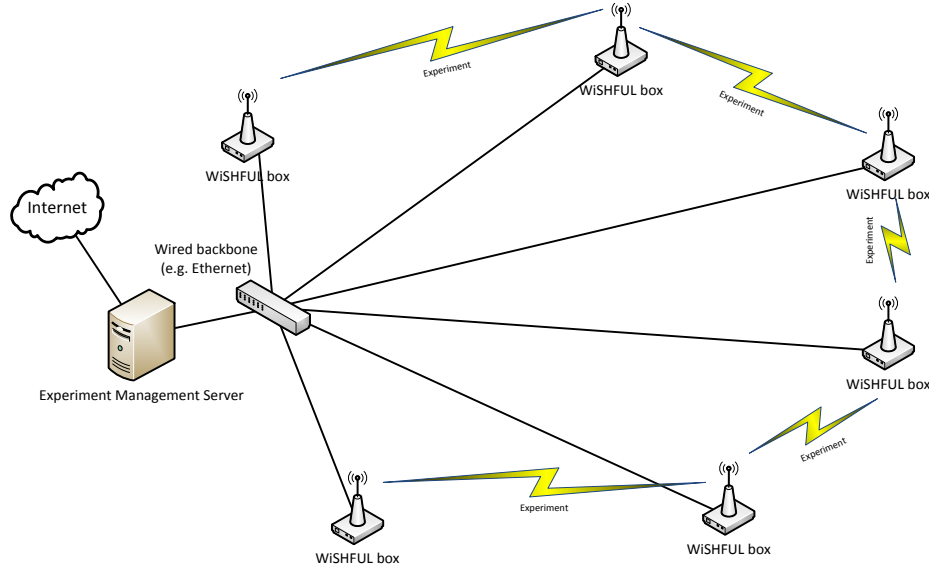 Experiment
WiSHFUL box
Experiment
WiSHFUL box
WiSHFUL box
Internet
Experiment
Wired backbone
(e.g. Ethernet)
WiSHFUL box
Experiment Management Server
Experiment
Experiment
WiSHFUL box
WiSHFUL box